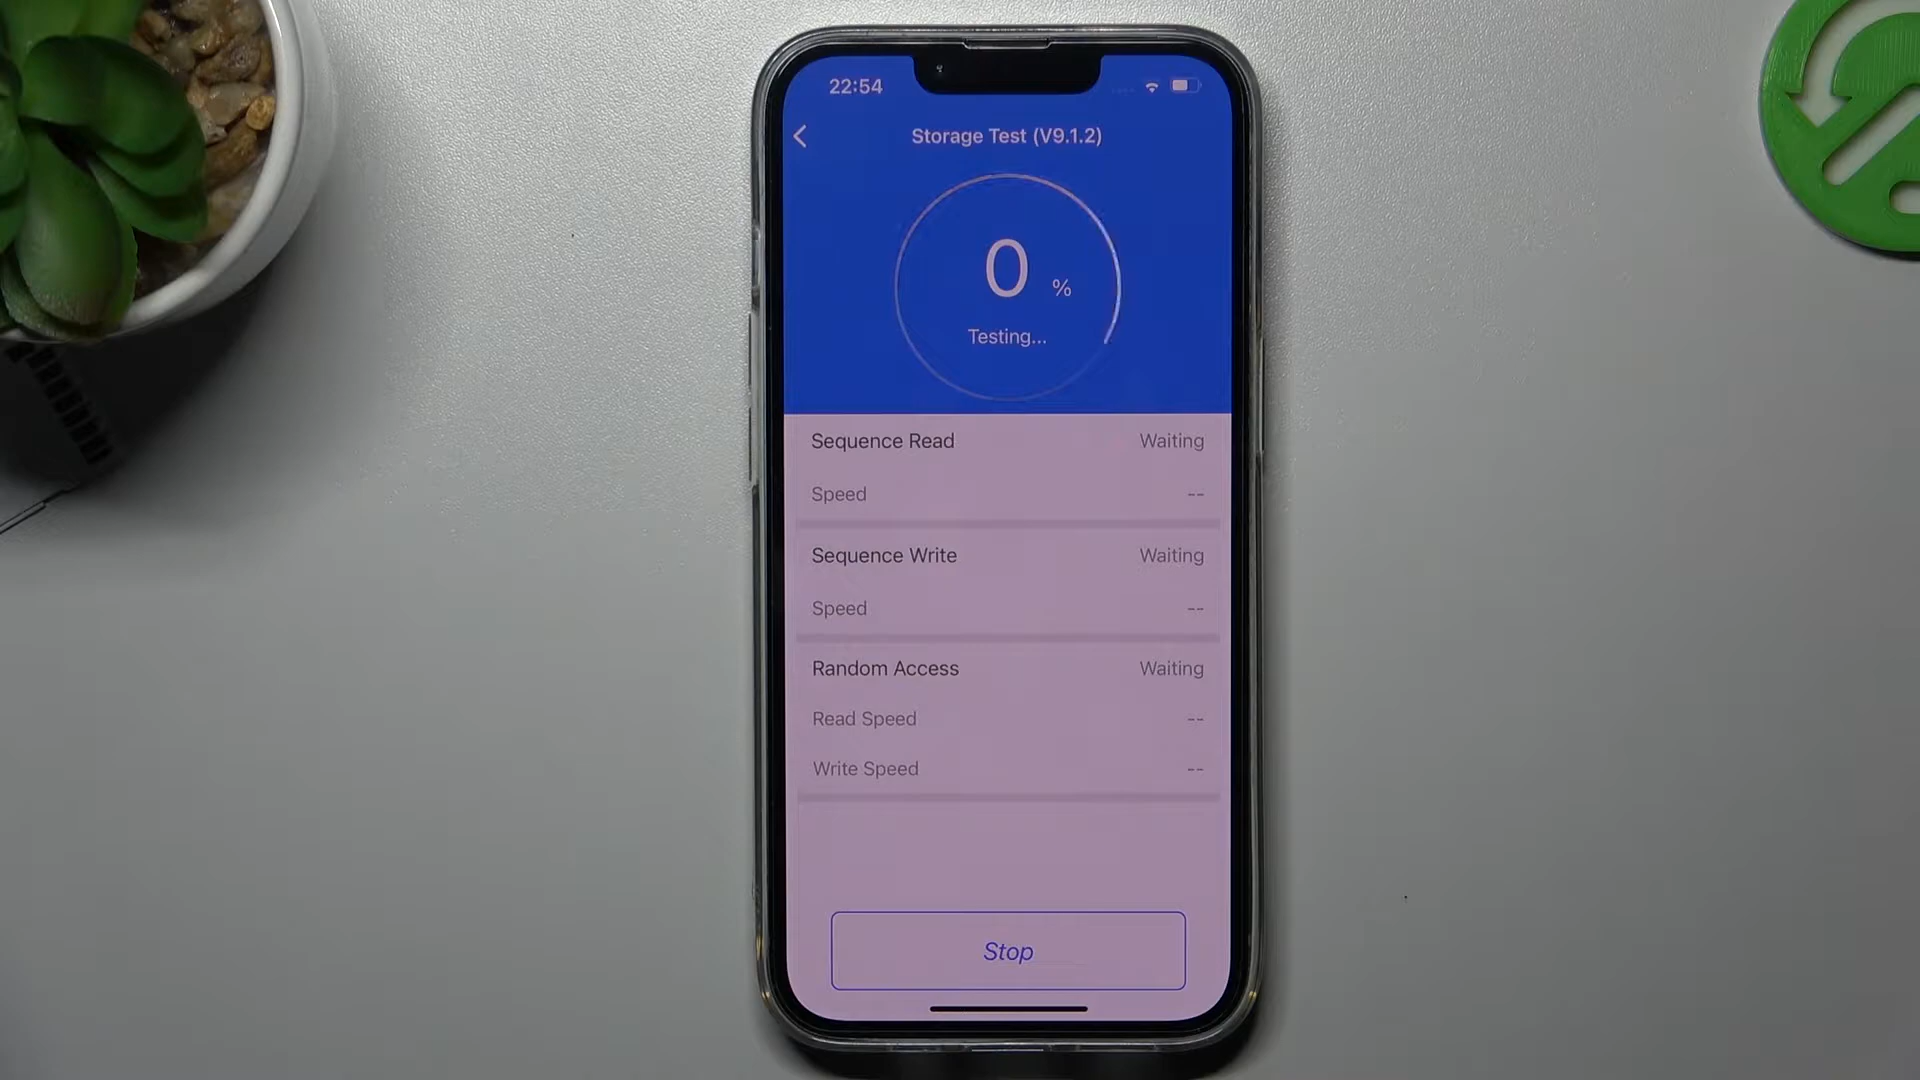 22:54
Storage Test (V9.1.2)
0 %
Testing...
Sequence Read Waiting
Speed --
Sequence Write Waiting
Speed --
Random Access Waiting
Read Speed --
Write Speed --
Stop